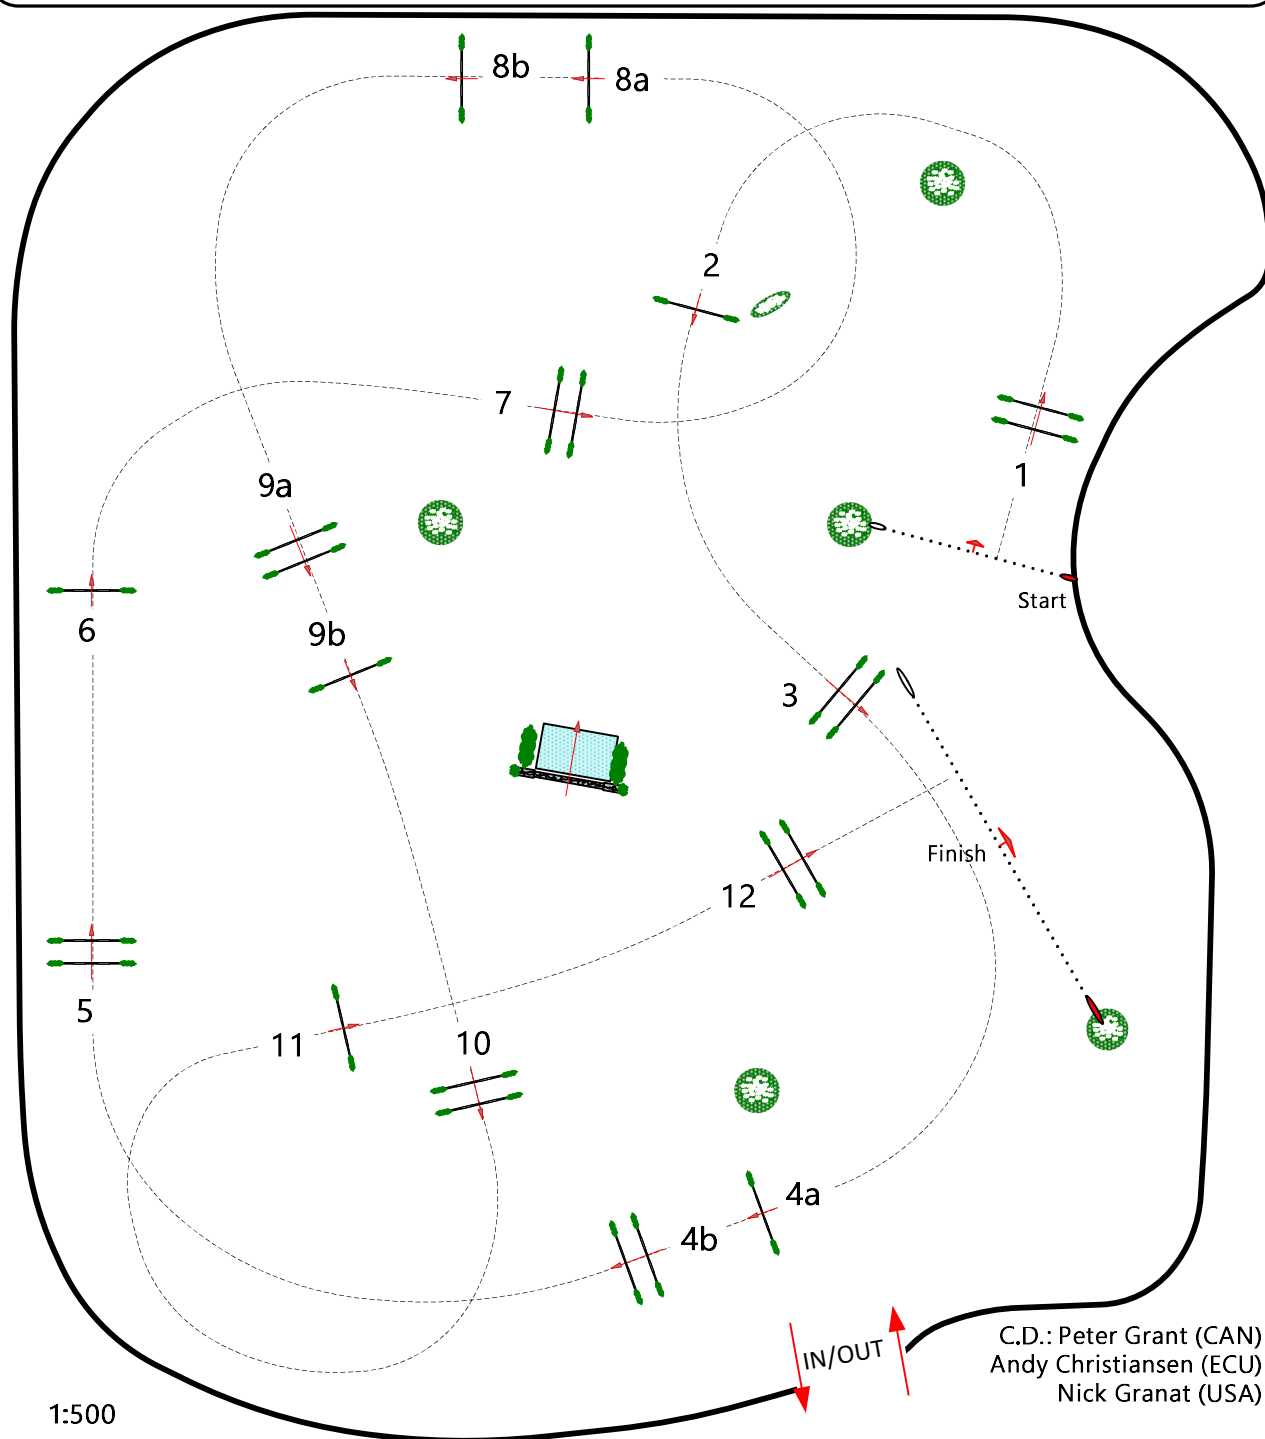 8b
8a
2
7
1
9a
Start
6
9b
3
Finish
12
5
11
10
4a
4b
IN/OUT
C.D.: Peter Grant (CAN)
Andy Christiansen (ECU)
Nick Granat (USA)
1:500